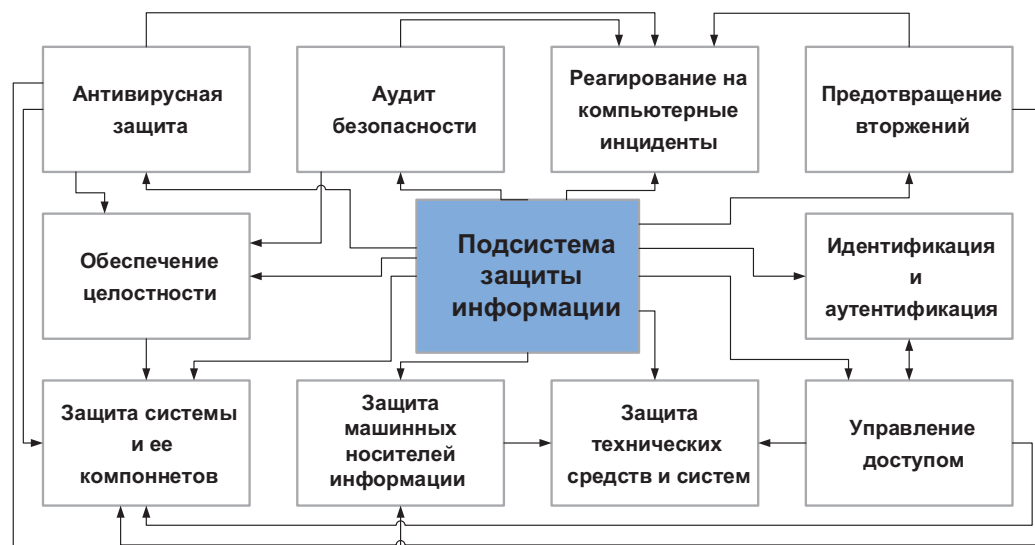 Антивирусная
защита
Аудит
безопасности
Реагирование на
компьютерные
инциденты
Предотвращение
вторжений
Обеспечение
целостности
Подсистема
защиты
информации
Идентификация
и
аутентификация
Защита системы
и ее
компоннетов
Защита
машинных
носителей
информации
Защита
технических
средств и систем
Управление
доступом